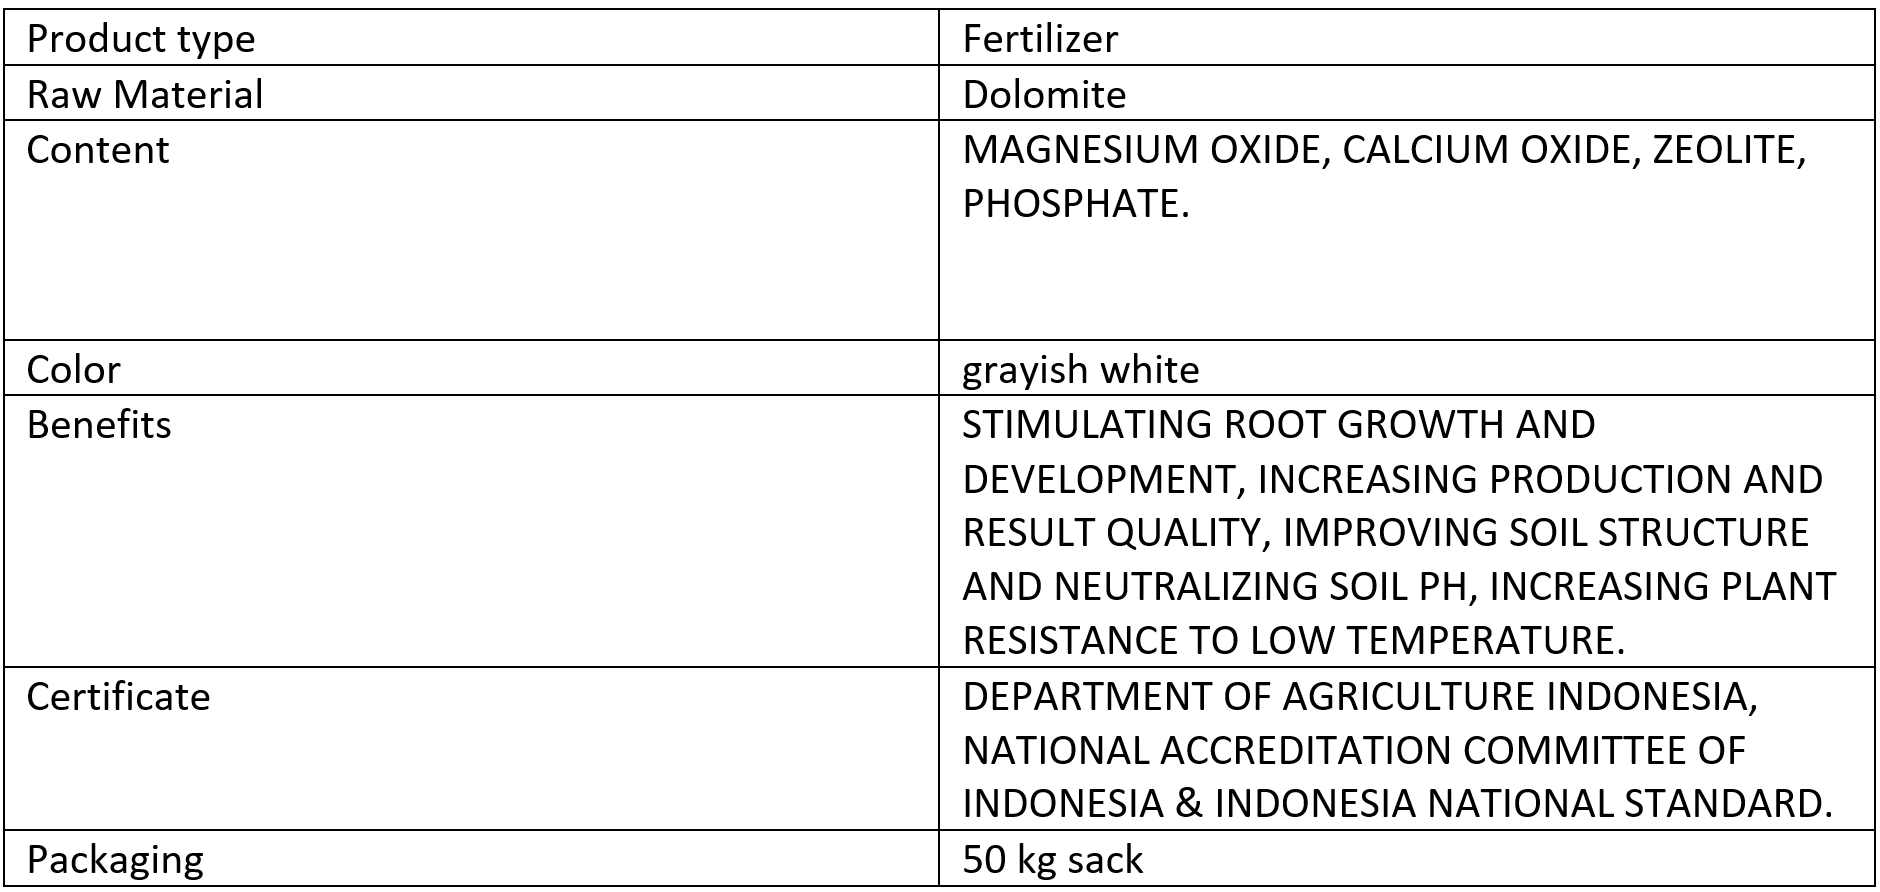 Product type
Fertilizer
Raw Material
Dolomite
Content
MAGNESIUM OXIDE, CALCIUM OXIDE, ZEOLITE,
PHOSPHATE.
Color
grayish white
Benefits
STIMULATING ROOT GROWTH AND
DEVELOPMENT, INCREASING PRODUCTION AND
RESULT QUALITY, IMPROVING SOIL STRUCTURE
AND NEUTRALIZING SOIL PH, INCREASING PLANT
RESISTANCE TO LOW TEMPERATURE.
Certificate
DEPARTMENT OF AGRICULTURE INDONESIA,
NATIONAL ACCREDITATION COMMITTEE OF
INDONESIA & INDONESIA NATIONAL STANDARD.
Packaging
50 kg sack